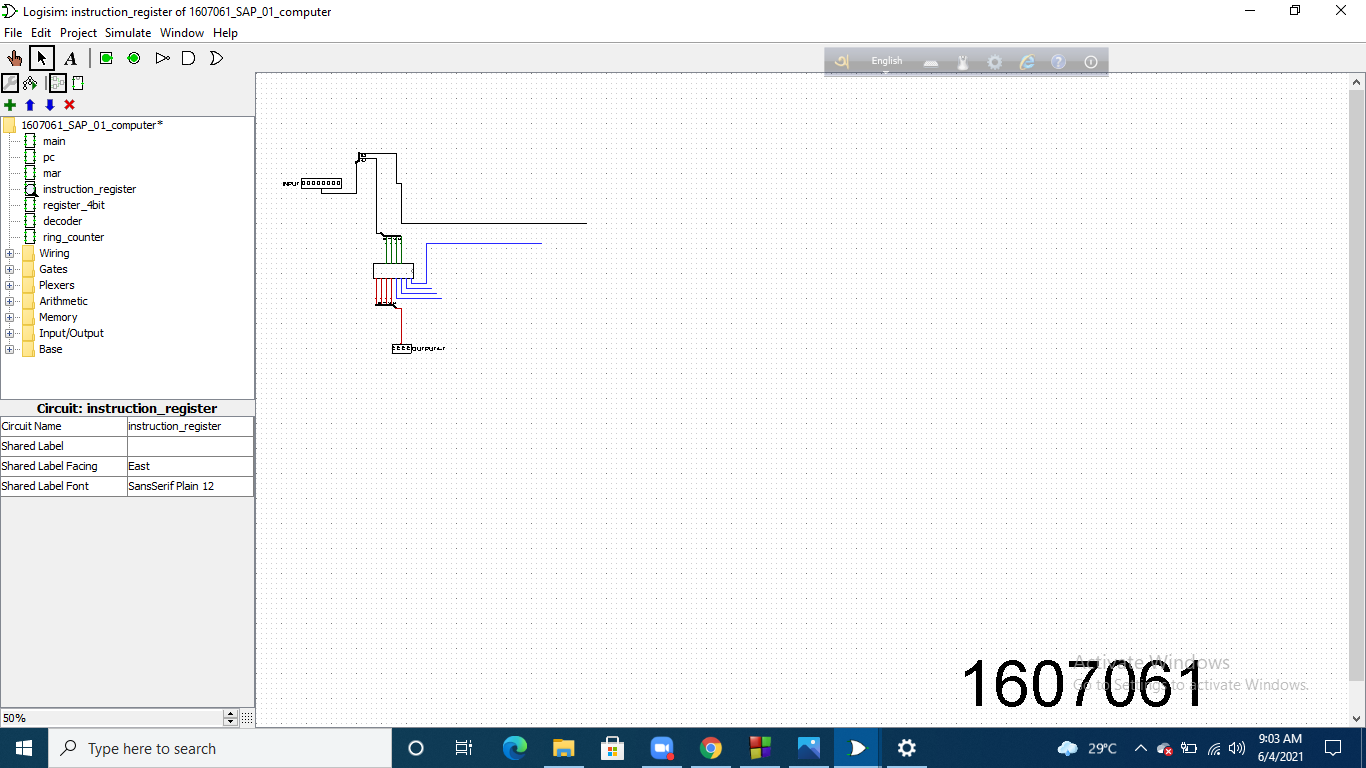 Logisim: instruction_register of 1607061_SAP_01_computer
File Edit Project Simulate Window Help
A
English
1607061_SAP_01_computer*
main
pc
mar
instruction_register
register_4bit
decoder
ring_counter
Wiring
Gates
Plexers
Arithmetic
Memory
Input/Output
Base
Circuit: instruction_register
Circuit Name instruction_register
Shared Label
Shared Label Facing East
Shared Label Font SansSerif Plain 12
50%
INPUT
1607061
Activate Windows
Go to Settings to activate Windows.
Type here to search
29°C
9:03 AM
6/4/2021